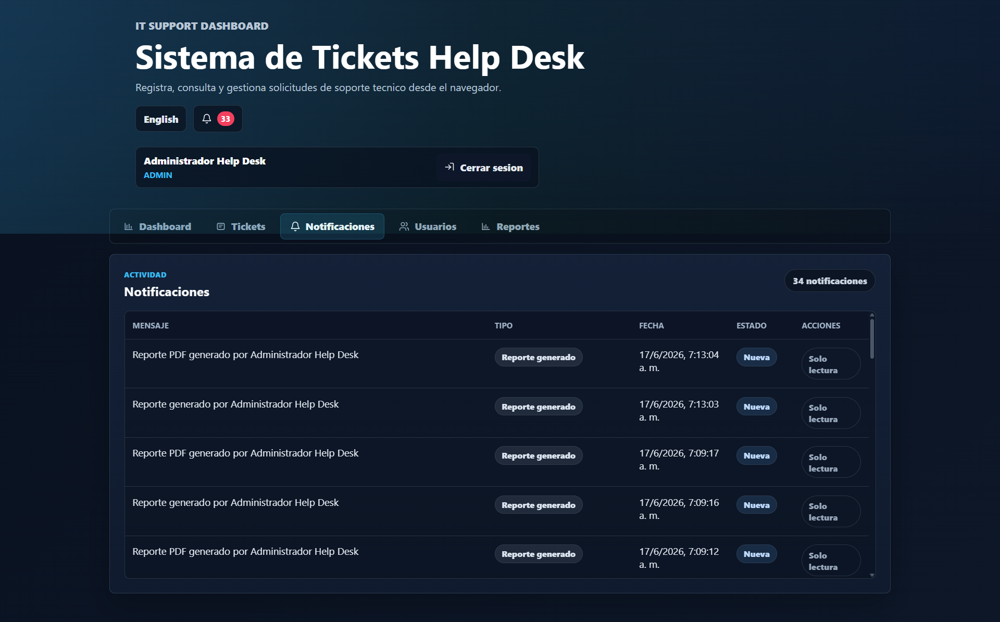 IT SUPPORT DASHBOARD
Sistema de Tickets Help Desk
Registra, consulta y gestiona solicitudes de soporte tecnico desde el navegador.
English
33
Administrador Help Desk
ADMIN
Cerrar sesion
Dashboard Tickets Notificaciones Usuarios Reportes
ACTIVIDAD
Notificaciones
34 notificaciones
MENSAJE TIPO FECHA ESTADO ACCIONES
Reporte PDF generado por Administrador Help Desk Reporte generado 17/6/2026, 7:13:04 a. m. Nueva Solo lectura
Reporte generado por Administrador Help Desk Reporte generado 17/6/2026, 7:13:03 a. m. Nueva Solo lectura
Reporte PDF generado por Administrador Help Desk Reporte generado 17/6/2026, 7:09:17 a. m. Nueva Solo lectura
Reporte generado por Administrador Help Desk Reporte generado 17/6/2026, 7:09:16 a. m. Nueva Solo lectura
Reporte PDF generado por Administrador Help Desk Reporte generado 17/6/2026, 7:09:12 a. m. Nueva Solo lectura